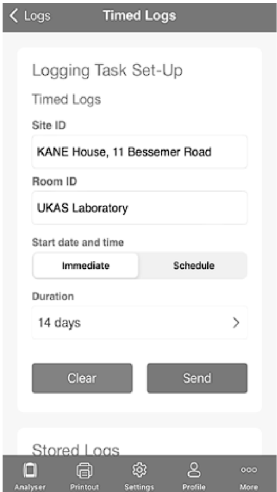 Logs
Timed Logs
Logging Task Set-Up
Timed Logs
Site ID
KANE House, 11 Bessemer Road
Room ID
UKAS Laboratory
Start date and time
Immediate
Schedule
Duration
14 days
Clear
Send
Stored Logs
Analyser
Printout
Settings
Profile
More